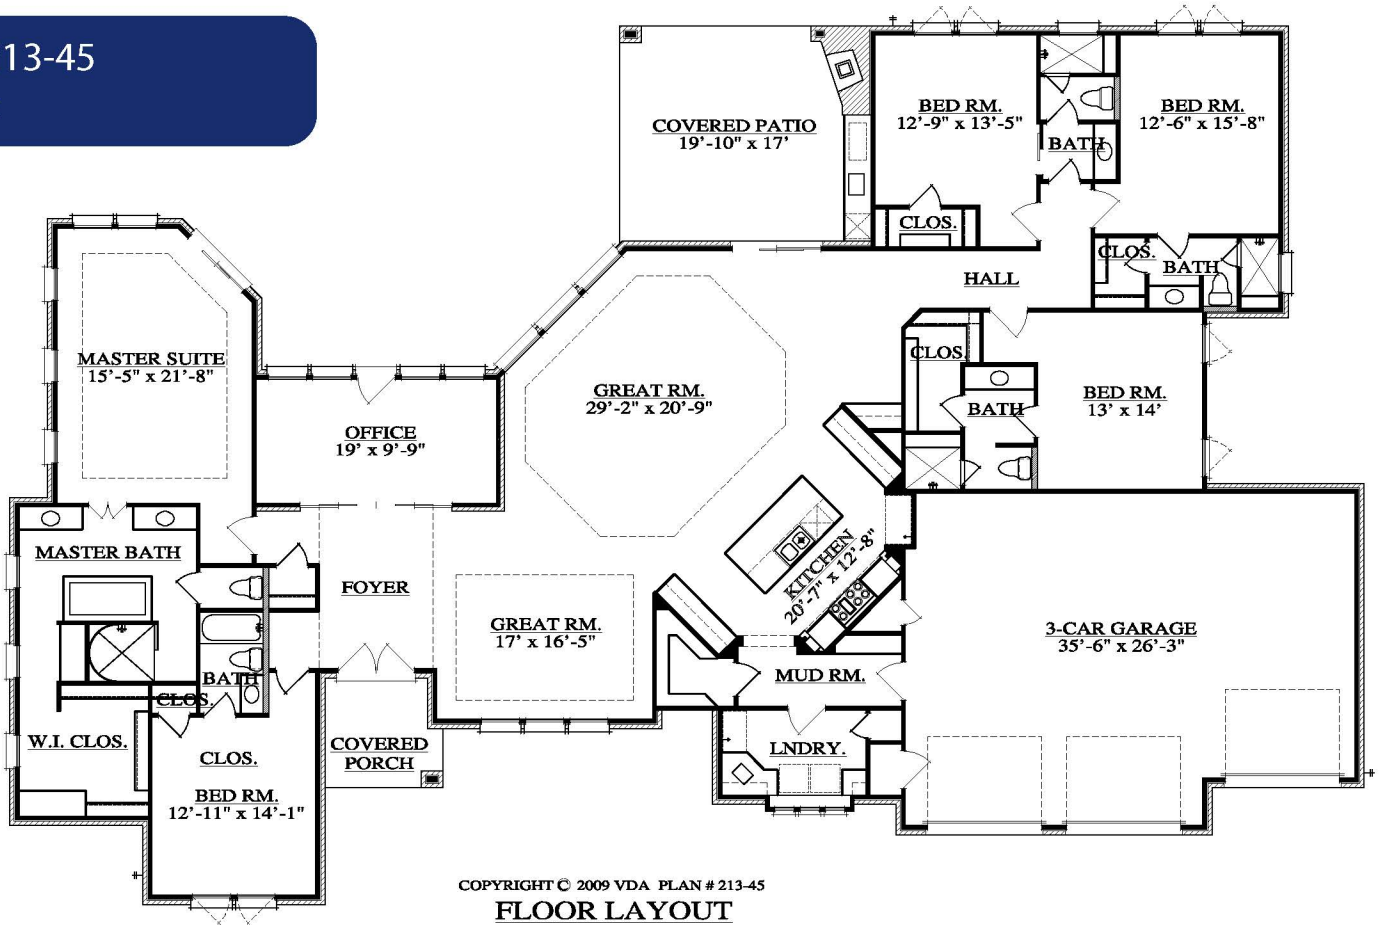 13-45
COVERED PATIO
19'-10" x 17'
BED RM.
12'-9" x 13'-5"
BED RM.
12'-6" x 15'-8"
BATH
CLOS.
HALL
CLOS.
BATH
MASTER SUITE
15'-5" x 21'-8"
OFFICE
19' x 9'-9"
GREAT RM.
29'-2" x 20'-9"
CLOS.
BATH
BED RM.
13' x 14'
MASTER BATH
FOYER
GREAT RM.
17' x 16'-5"
KITCHEN
20'-7" x 12'-8"
3-CAR GARAGE
35'-6" x 26'-3"
MUD RM.
BATH
CLOS.
W.I. CLOS.
CLOS.
BED RM.
12'-11" x 14'-1"
COVERED
PORCH
LNDRY.
COPYRIGHT © 2009 VDA PLAN # 213-45
FLOOR LAYOUT